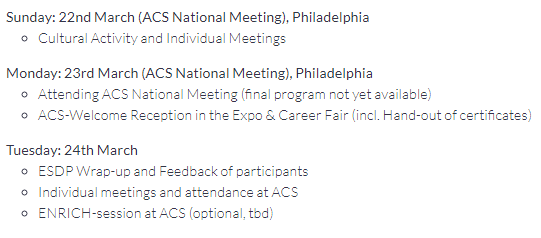 Sunday: 22nd March (ACS National Meeting), Philadelphia
Cultural Activity and Individual Meetings
Monday: 23rd March (ACS National Meeting), Philadelphia
Attending ACS National Meeting (final program not yet available)
ACS-Welcome Reception in the Expo & Career Fair (incl. Hand-out of certificates)
Tuesday: 24th March
ESDP Wrap-up and Feedback of participants
Individual meetings and attendance at ACS
ENRICH-session at ACS (optional, tbd)